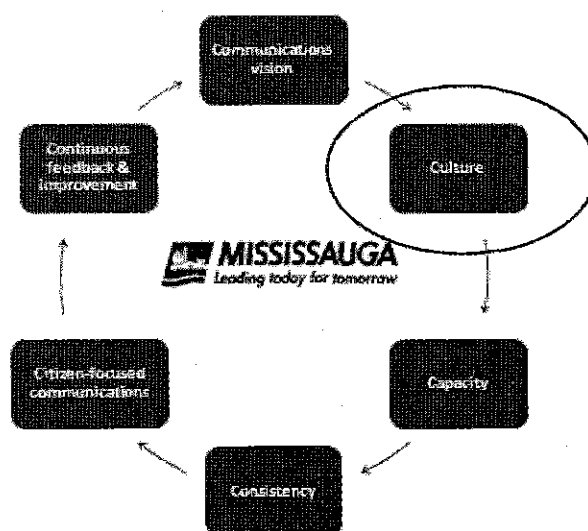 Communications
vision
Culture
Capacity
Consistency
Citizen-focused
communications
Continuous
feedback &
improvement
MISSISSAUGA
Leading today for tomorrow